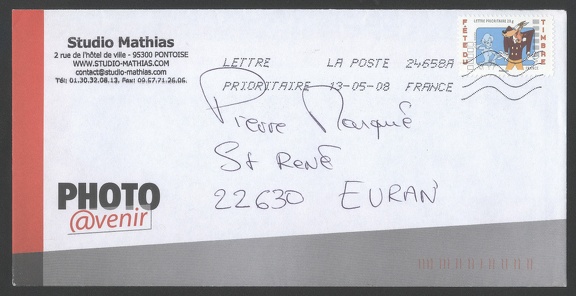 Studio Mathias
2 rue de l'hôtel de ville - 95300 PONTOISE
WWW.STUDIO-MATHIAS.COM
contact@studio-mathias.com
Tél: 01.30.32.08.13. Fax: 09.57.71.26.06.
LETTRE LA POSTE 24658A
PRIORITAIRE 13-05-08 FRANCE
FÊTE DU
LETTRE PRIORITAIRE 20g
TIMBRE
FRANCE
Pierre Marqué
St René
22630 EVRAN
PHOTO
@venir